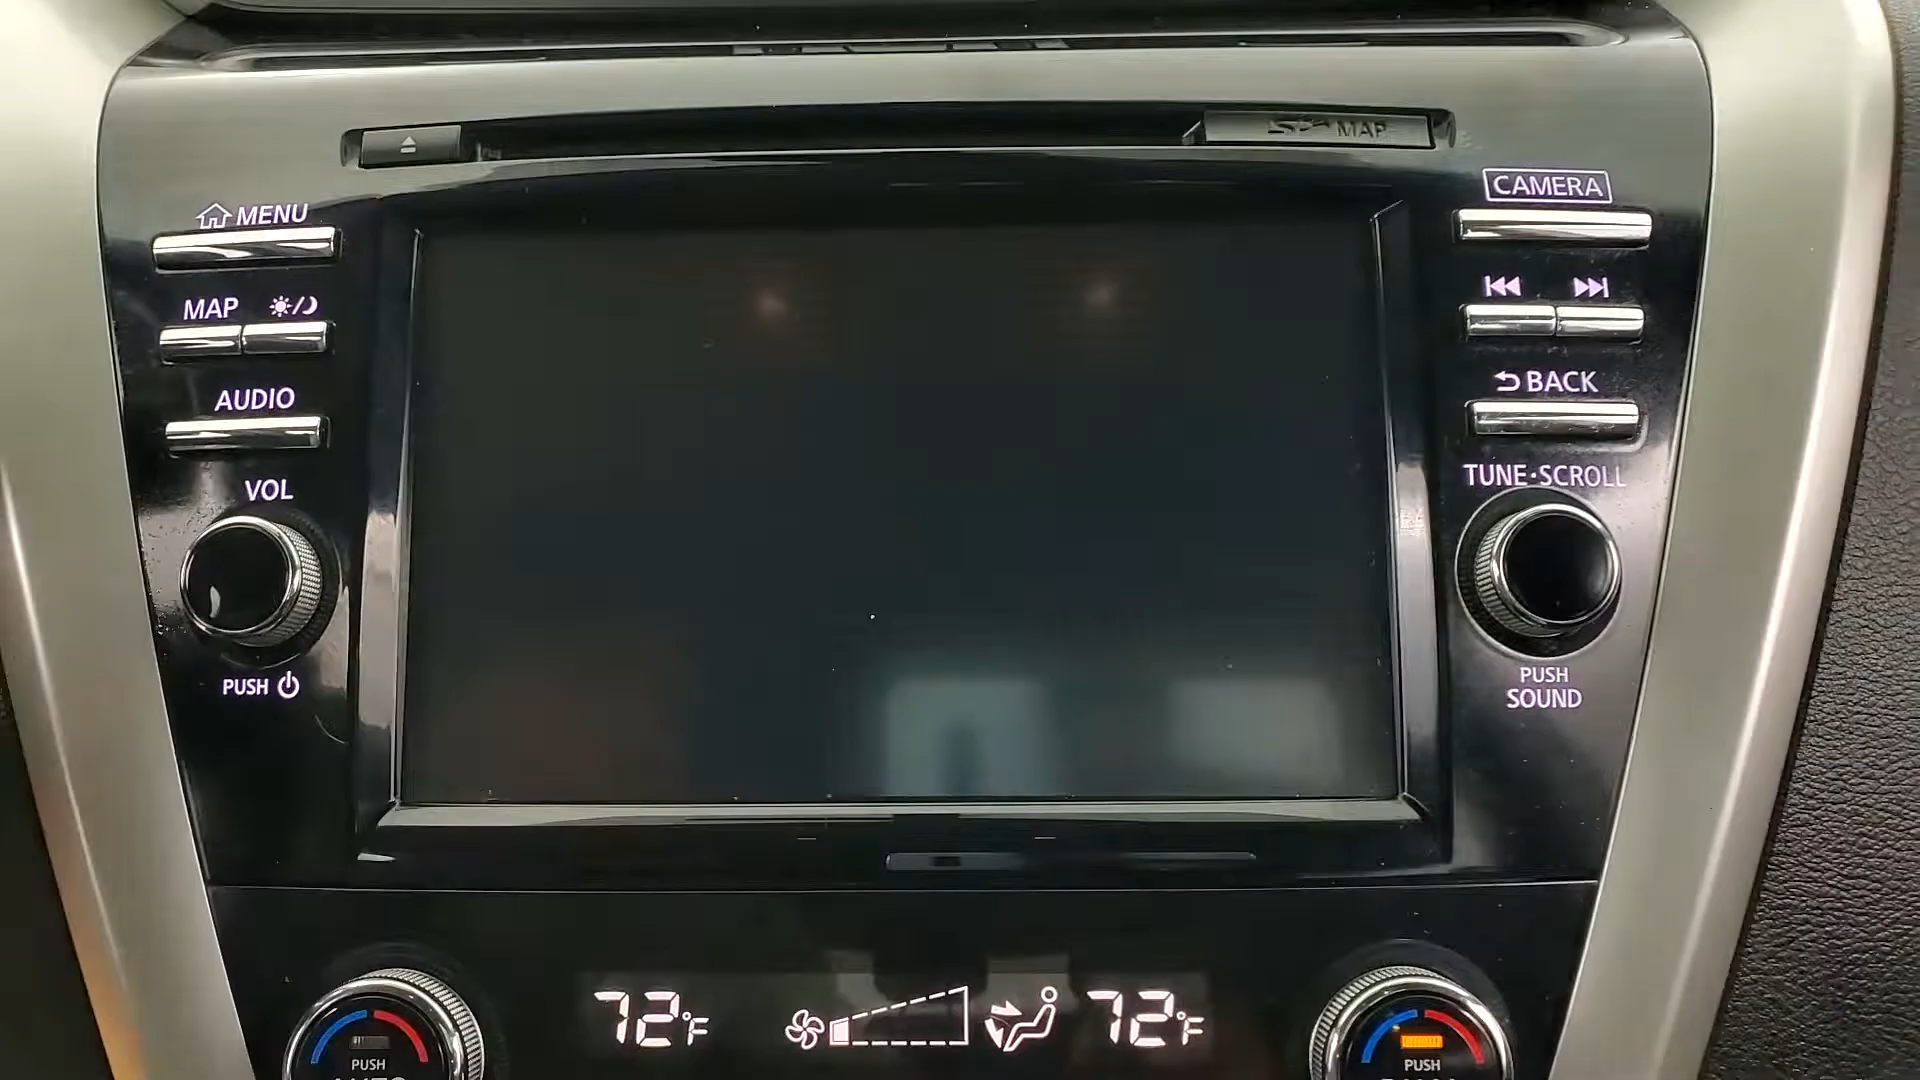 MAP
CAMERA
MENU
MAP
AUDIO
BACK
VOL
TUNE·SCROLL
PUSH
PUSH
SOUND
72°F
72°F
PUSH
PUSH